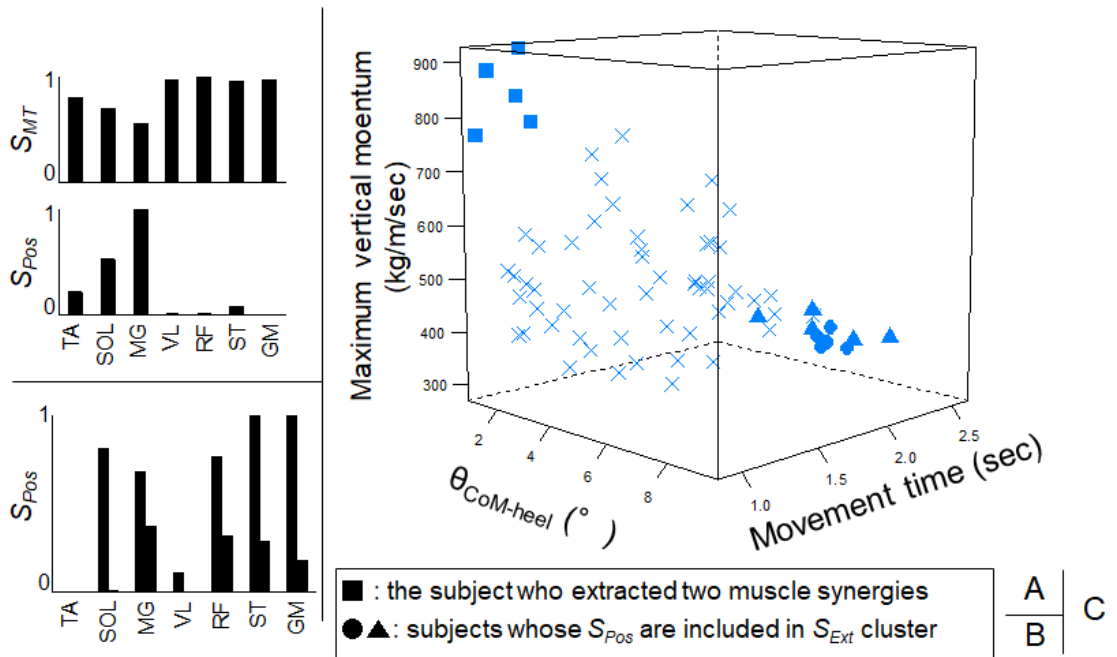 1
S_MT
0
1
S_Pos
0
TA SOL MG VL RF ST GM
1
S_Pos
0
TA SOL MG VL RF ST GM
Maximum vertical moentum
(kg/m/sec)
900
800
700
600
500
400
300
2 4 6 8
θCoM-heel (°)
1.0 1.5 2.0 2.5
Movement time (sec)
■ : the subject who extracted two muscle synergies
●▲: subjects whose S_Pos are included in S_Ext cluster
A
B
C